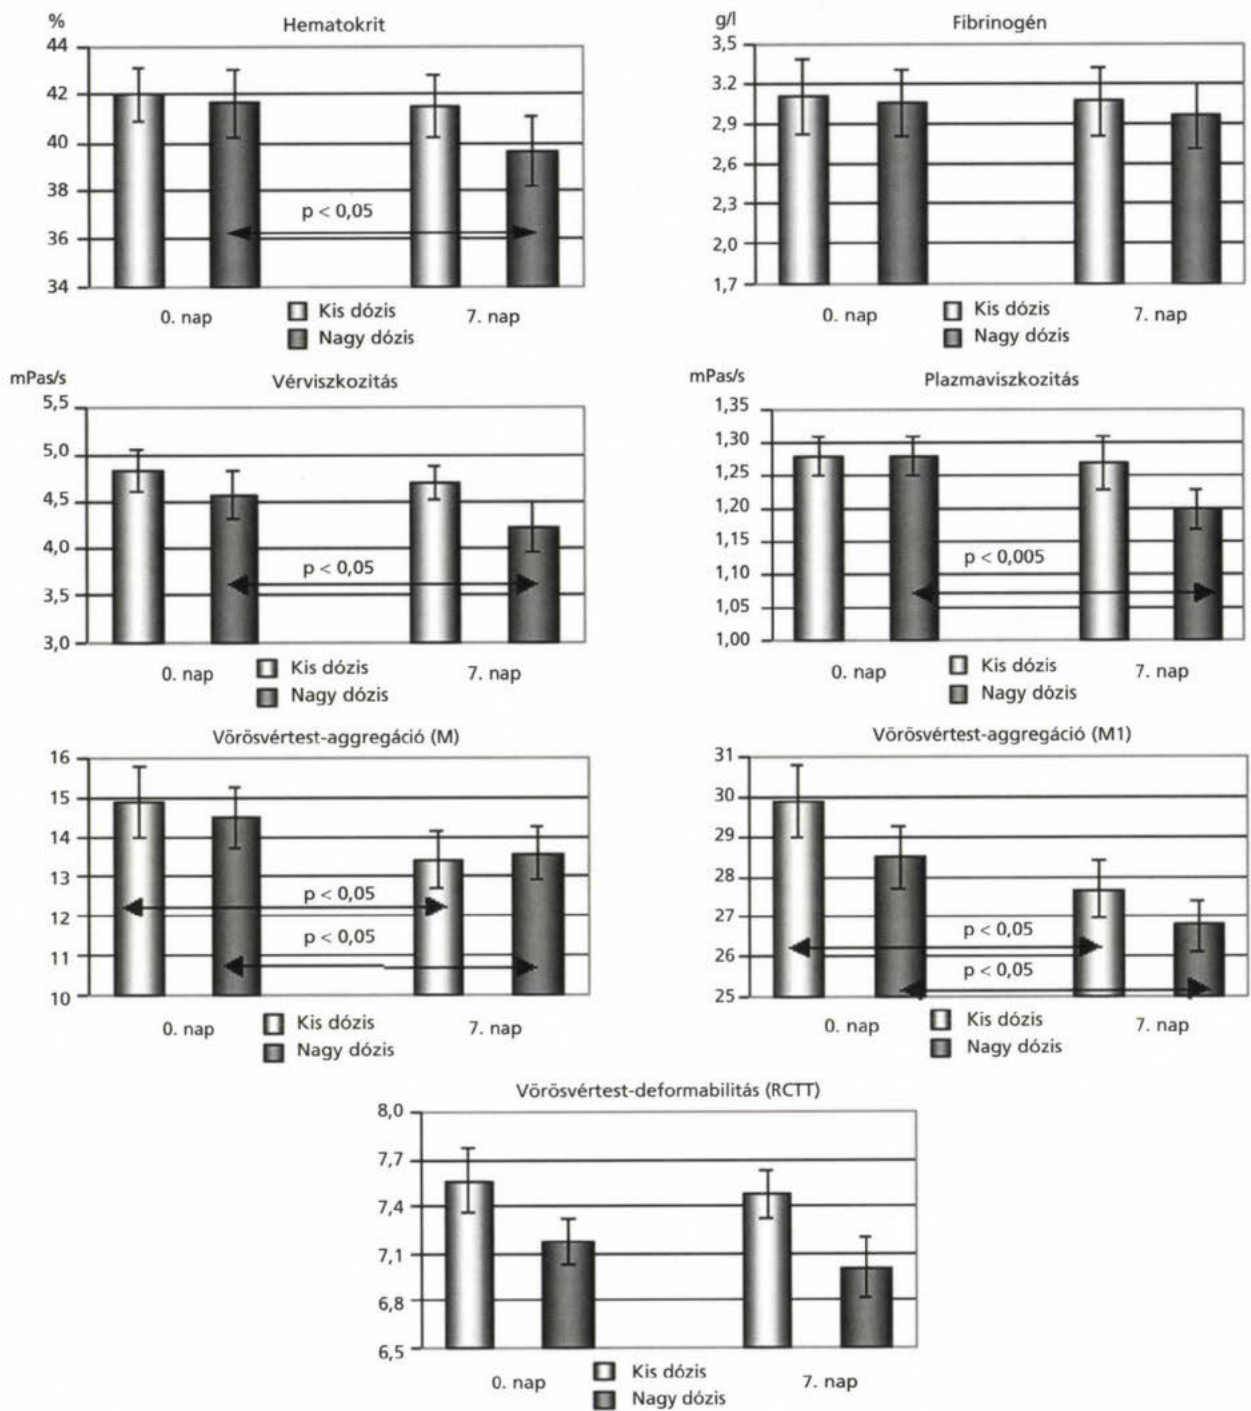 Hematokrit
%
44
42
40
38
36
34
p < 0,05
0. nap
7. nap
Kis dózis
Nagy dózis
Fibrinogén
g/l
3,5
3,2
2,9
2,6
2,3
2,0
1,7
0. nap
7. nap
Kis dózis
Nagy dózis
Vérviszkozitás
mPas/s
5,5
5,0
4,5
4,0
3,5
3,0
p < 0,05
0. nap
7. nap
Kis dózis
Nagy dózis
Plazmaviszkozitás
mPas/s
1,35
1,30
1,25
1,20
1,15
1,10
1,05
1,00
p < 0,005
0. nap
7. nap
Kis dózis
Nagy dózis
Vörösvértest-aggregáció (M)
16
15
14
13
12
11
10
p < 0,05
p < 0,05
0. nap
7. nap
Kis dózis
Nagy dózis
Vörösvértest-aggregáció (M1)
31
30
29
28
27
26
25
p < 0,05
p < 0,05
0. nap
7. nap
Kis dózis
Nagy dózis
Vörösvértest-deformabilitás (RCTT)
8,0
7,7
7,4
7,1
6,8
6,5
0. nap
7. nap
Kis dózis
Nagy dózis